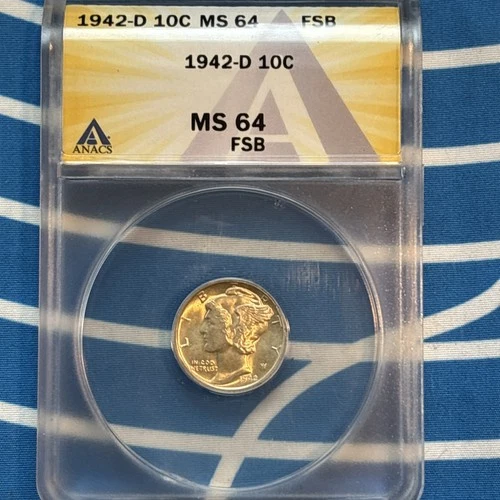 1942-D 10C MS 64 FSB
1942-D 10C
MS 64
FSB
ANACS
LIBERTY
IN GOD
WE TRUST